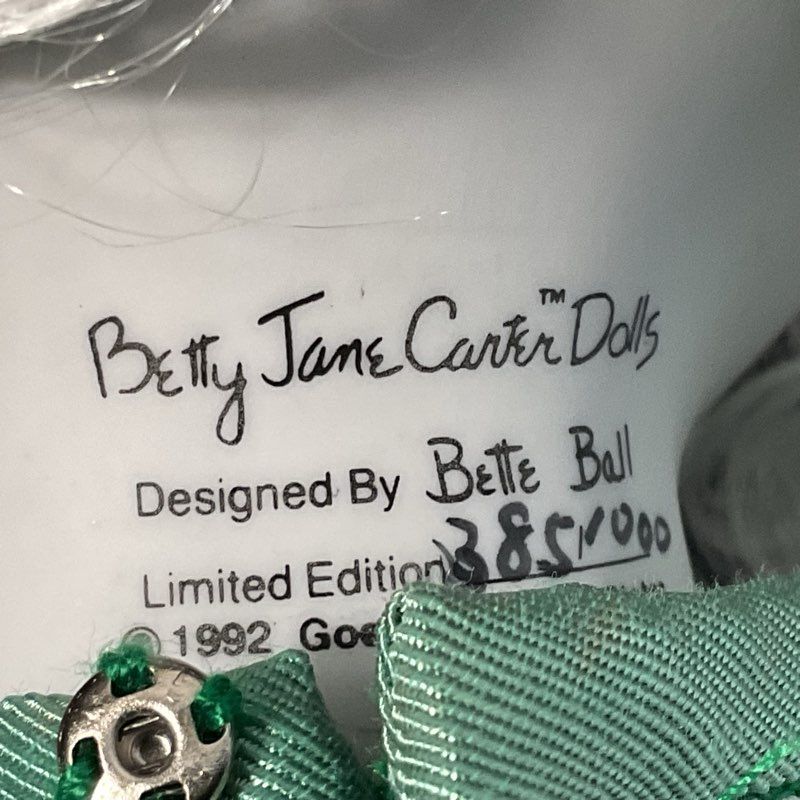 Betty Jane Carter™ Dolls
Designed By Bette Ball
Limited Edition 385/1000
© 1992